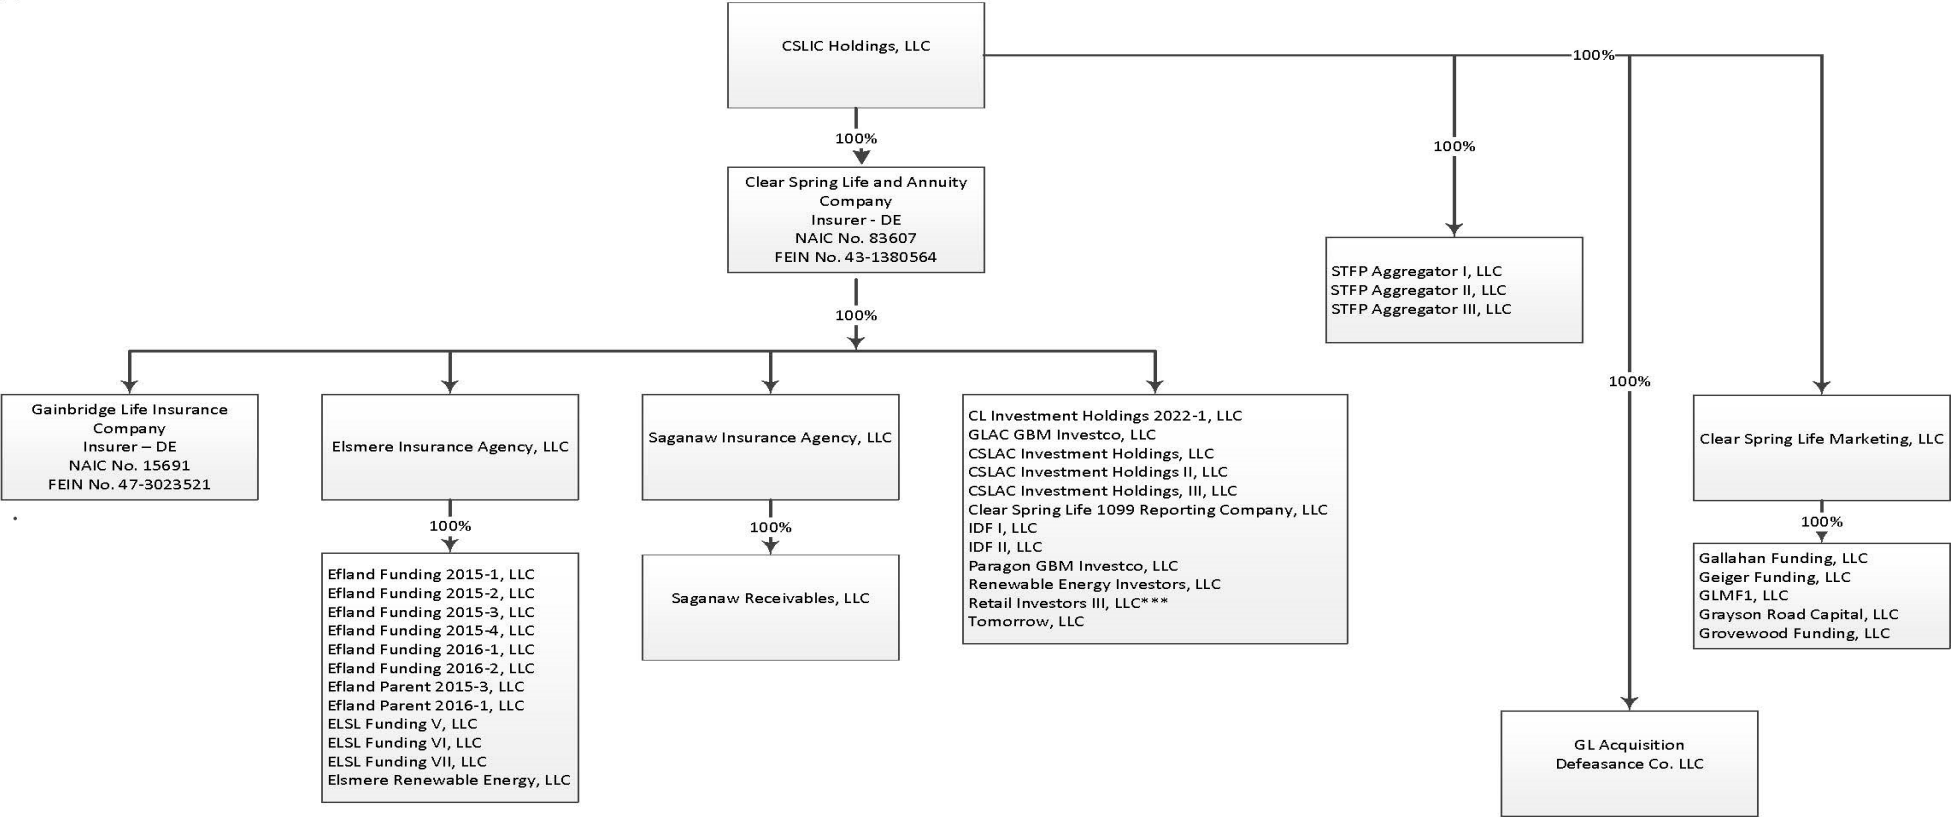 CSLIC Holdings, LLC
100%
100%
100%
Clear Spring Life and Annuity
Company
Insurer - DE
NAIC No. 83607
FEIN No. 43-1380564
STFP Aggregator I, LLC
STFP Aggregator II, LLC
STFP Aggregator III, LLC
100%
100%
Gainbridge Life Insurance
Company
Insurer – DE
NAIC No. 15691
FEIN No. 47-3023521
Elsmere Insurance Agency, LLC
Saganaw Insurance Agency, LLC
CL Investment Holdings 2022-1, LLC
GLAC GBM Investco, LLC
CSLAC Investment Holdings, LLC
CSLAC Investment Holdings II, LLC
CSLAC Investment Holdings, III, LLC
Clear Spring Life 1099 Reporting Company, LLC
IDF I, LLC
IDF II, LLC
Paragon GBM Investco, LLC
Renewable Energy Investors, LLC
Retail Investors III, LLC***
Tomorrow, LLC
Clear Spring Life Marketing, LLC
100%
100%
100%
Efland Funding 2015-1, LLC
Efland Funding 2015-2, LLC
Efland Funding 2015-3, LLC
Efland Funding 2015-4, LLC
Efland Funding 2016-1, LLC
Efland Funding 2016-2, LLC
Efland Parent 2015-3, LLC
Efland Parent 2016-1, LLC
ELSL Funding V, LLC
ELSL Funding VI, LLC
ELSL Funding VII, LLC
Elsmere Renewable Energy, LLC
Saganaw Receivables, LLC
Gallahan Funding, LLC
Geiger Funding, LLC
GLMF1, LLC
Grayson Road Capital, LLC
Grovewood Funding, LLC
GL Acquisition
Defeasance Co. LLC